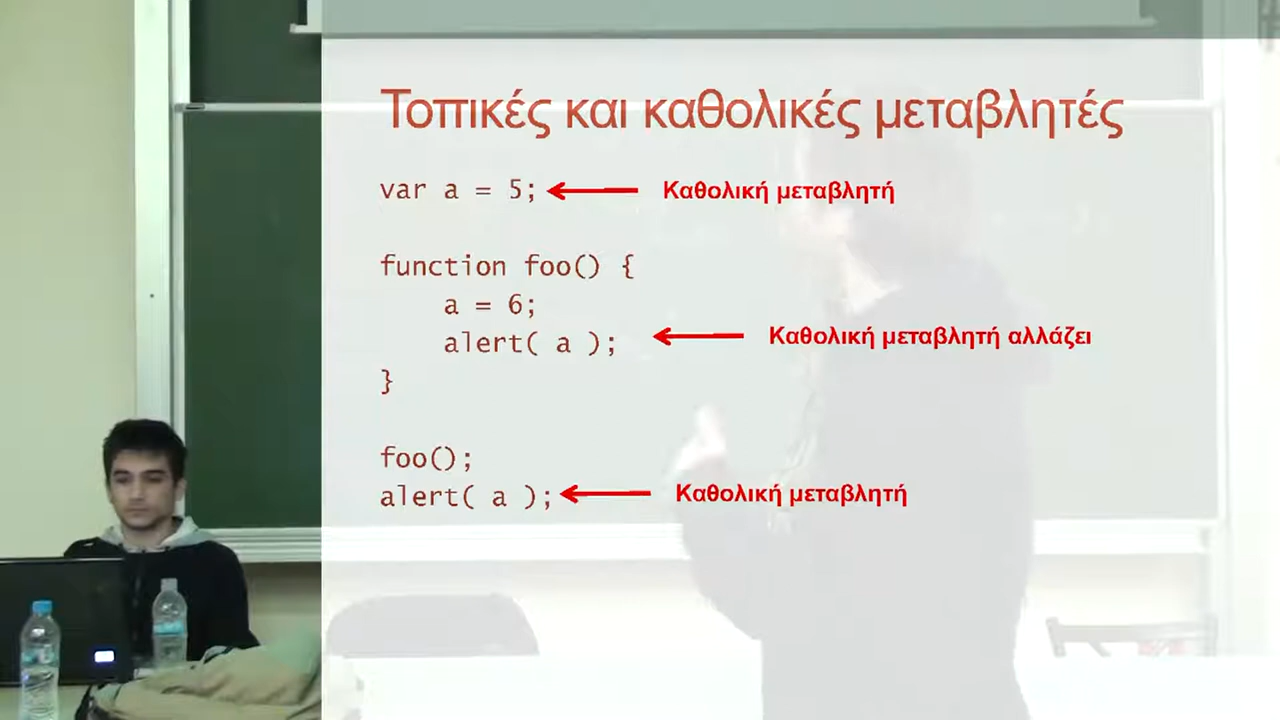 Τοπικές και καθολικές μεταβλητές
var a = 5; Καθολική μεταβλητή
function foo() {
a = 6;
alert( a ); Καθολική μεταβλητή αλλάζει
}
foo();
alert( a ); Καθολική μεταβλητή